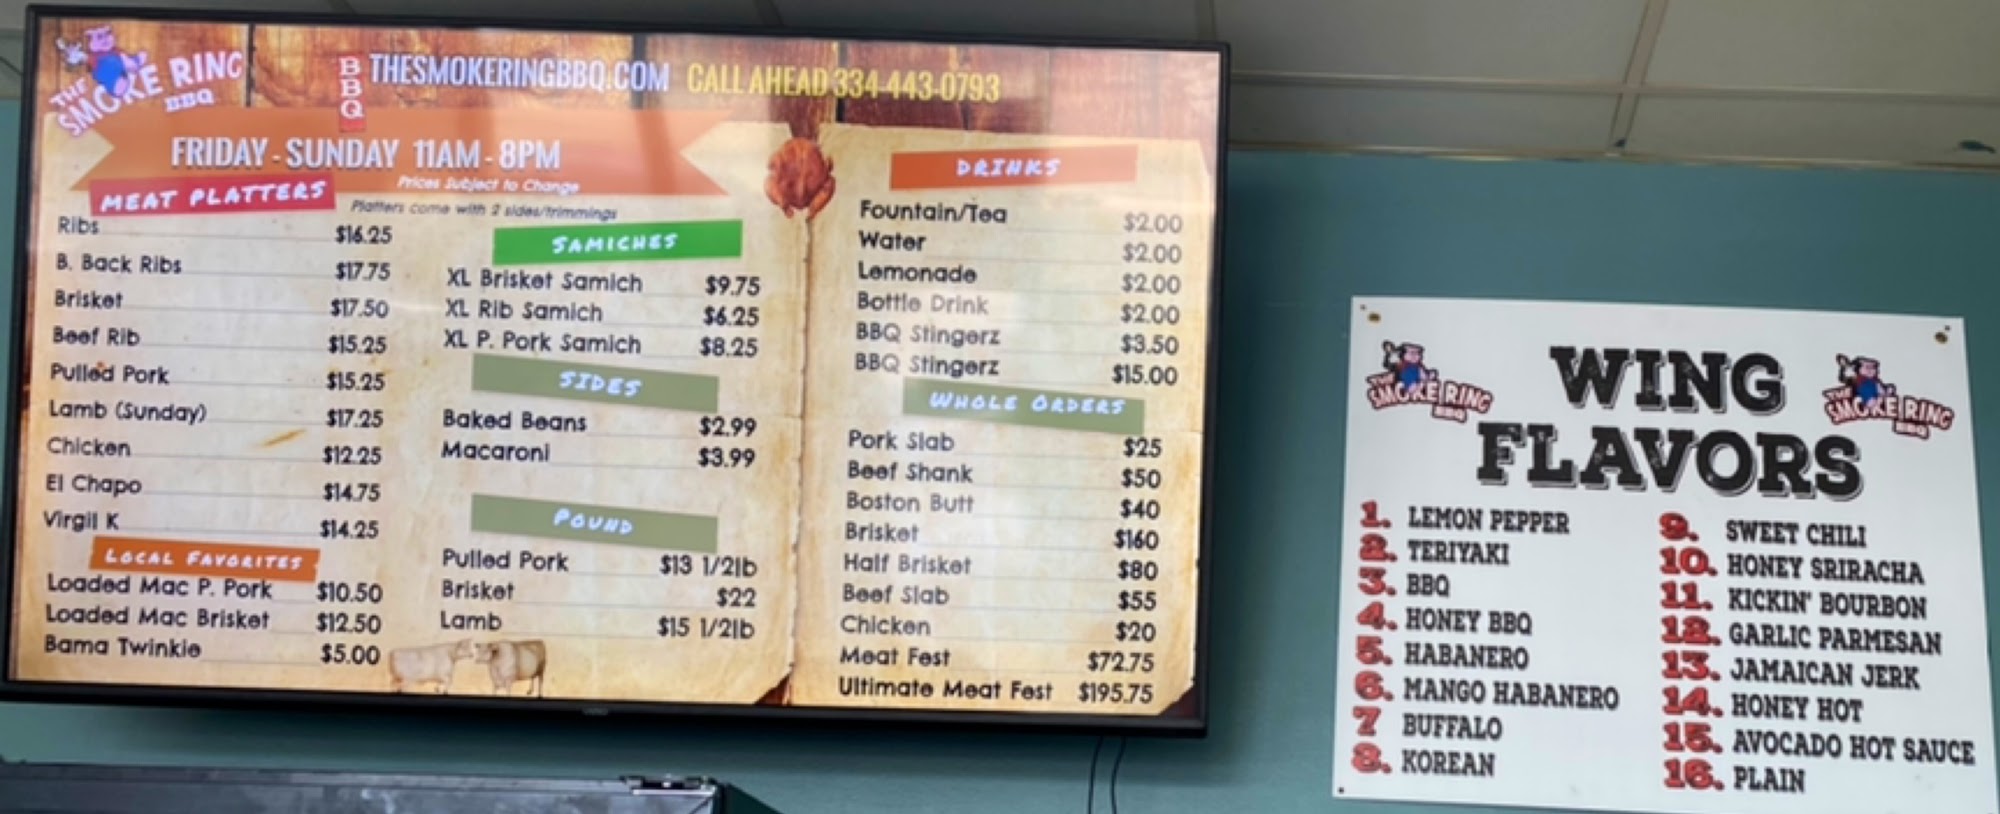 THE SMOKE RING BBQ
BBQ THESMOKERINGBBQ.COM CALL AHEAD 334-443-0793
FRIDAY - SUNDAY 11AM - 8PM
Prices Subject to Change
MEAT PLATTERS
Platters come with 2 sides/trimmings
Ribs $16.25
B. Back Ribs $17.75
Brisket $17.50
Beef Rib $15.25
Pulled Pork $15.25
Lamb (Sunday) $17.25
Chicken $12.25
El Chapo $14.75
Virgil K $14.25
LOCAL FAVORITES
Loaded Mac P. Pork $10.50
Loaded Mac Brisket $12.50
Bama Twinkie $5.00
SAMICHES
XL Brisket Samich $9.75
XL Rib Samich $6.25
XL P. Pork Samich $8.25
SIDES
Baked Beans $2.99
Macaroni $3.99
POUND
Pulled Pork $13 1/2lb
Brisket $22
Lamb $15 1/2lb
DRINKS
Fountain/Tea $2.00
Water $2.00
Lemonade $2.00
Bottle Drink $2.00
BBQ Stingerz $3.50
BBQ Stingerz $15.00
WHOLE ORDERS
Pork Slab $25
Beef Shank $50
Boston Butt $40
Brisket $160
Half Brisket $80
Beef Slab $55
Chicken $20
Meat Fest $72.75
Ultimate Meat Fest $195.75
THE SMOKE RING BBQ
THE SMOKE RING BBQ
WING
FLAVORS
1. LEMON PEPPER
2. TERIYAKI
3. BBQ
4. HONEY BBQ
5. HABANERO
6. MANGO HABANERO
7 BUFFALO
8. KOREAN
9. SWEET CHILI
10. HONEY SRIRACHA
11. KICKIN' BOURBON
12. GARLIC PARMESAN
13. JAMAICAN JERK
14. HONEY HOT
15. AVOCADO HOT SAUCE
16. PLAIN